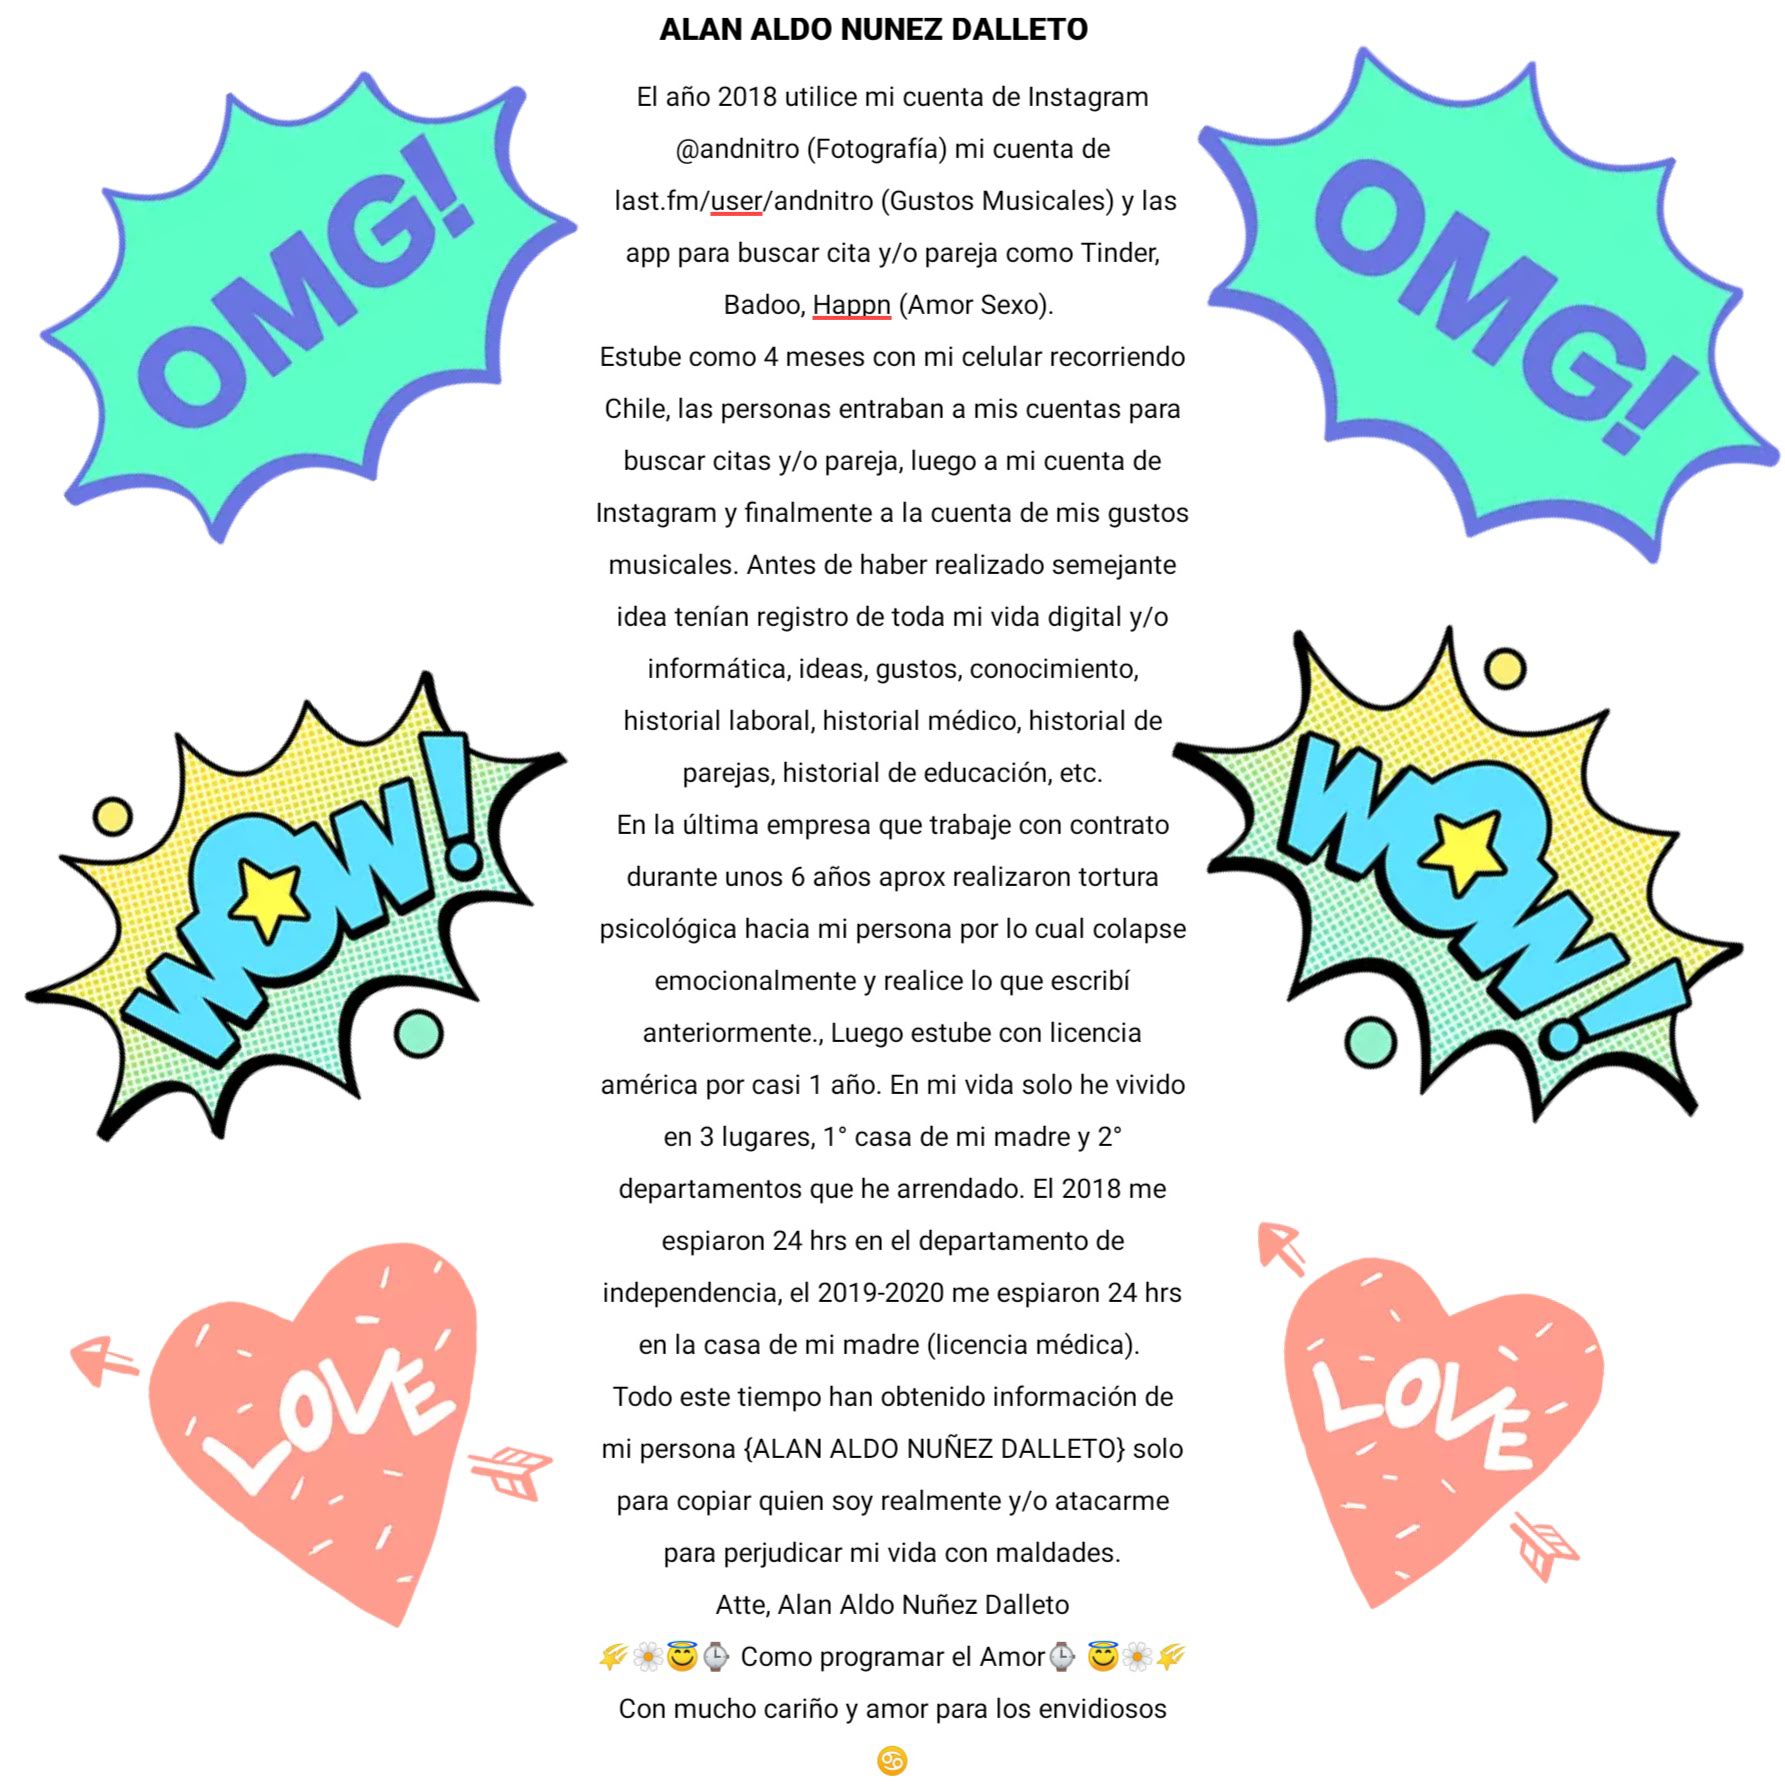 ALAN ALDO NUNEZ DALLETO
El año 2018 utilice mi cuenta de Instagram
@andnitro (Fotografía) mi cuenta de
last.fm/user/andnitro (Gustos Musicales) y las
app para buscar cita y/o pareja como Tinder,
Badoo, Happn (Amor Sexo).
Estube como 4 meses con mi celular recorriendo
Chile, las personas entraban a mis cuentas para
buscar citas y/o pareja, luego a mi cuenta de
Instagram y finalmente a la cuenta de mis gustos
musicales. Antes de haber realizado semejante
idea tenían registro de toda mi vida digital y/o
informática, ideas, gustos, conocimiento,
historial laboral, historial médico, historial de
parejas, historial de educación, etc.
En la última empresa que trabaje con contrato
durante unos 6 años aprox realizaron tortura
psicológica hacia mi persona por lo cual colapse
emocionalmente y realice lo que escribí
anteriormente., Luego estube con licencia
américa por casi 1 año. En mi vida solo he vivido
en 3 lugares, 1° casa de mi madre y 2°
departamentos que he arrendado. El 2018 me
espiaron 24 hrs en el departamento de
independencia, el 2019-2020 me espiaron 24 hrs
en la casa de mi madre (licencia médica).
Todo este tiempo han obtenido información de
mi persona {ALAN ALDO NUÑEZ DALLETO} solo
para copiar quien soy realmente y/o atacarme
para perjudicar mi vida con maldades.
Atte, Alan Aldo Nuñez Dalleto
🌠🌼😇⌚ Como programar el Amor⌚ 😇🌼🌠
Con mucho cariño y amor para los envidiosos
♋
OMG!
OMG!
WOW!
WOW!
LOVE
LOVE